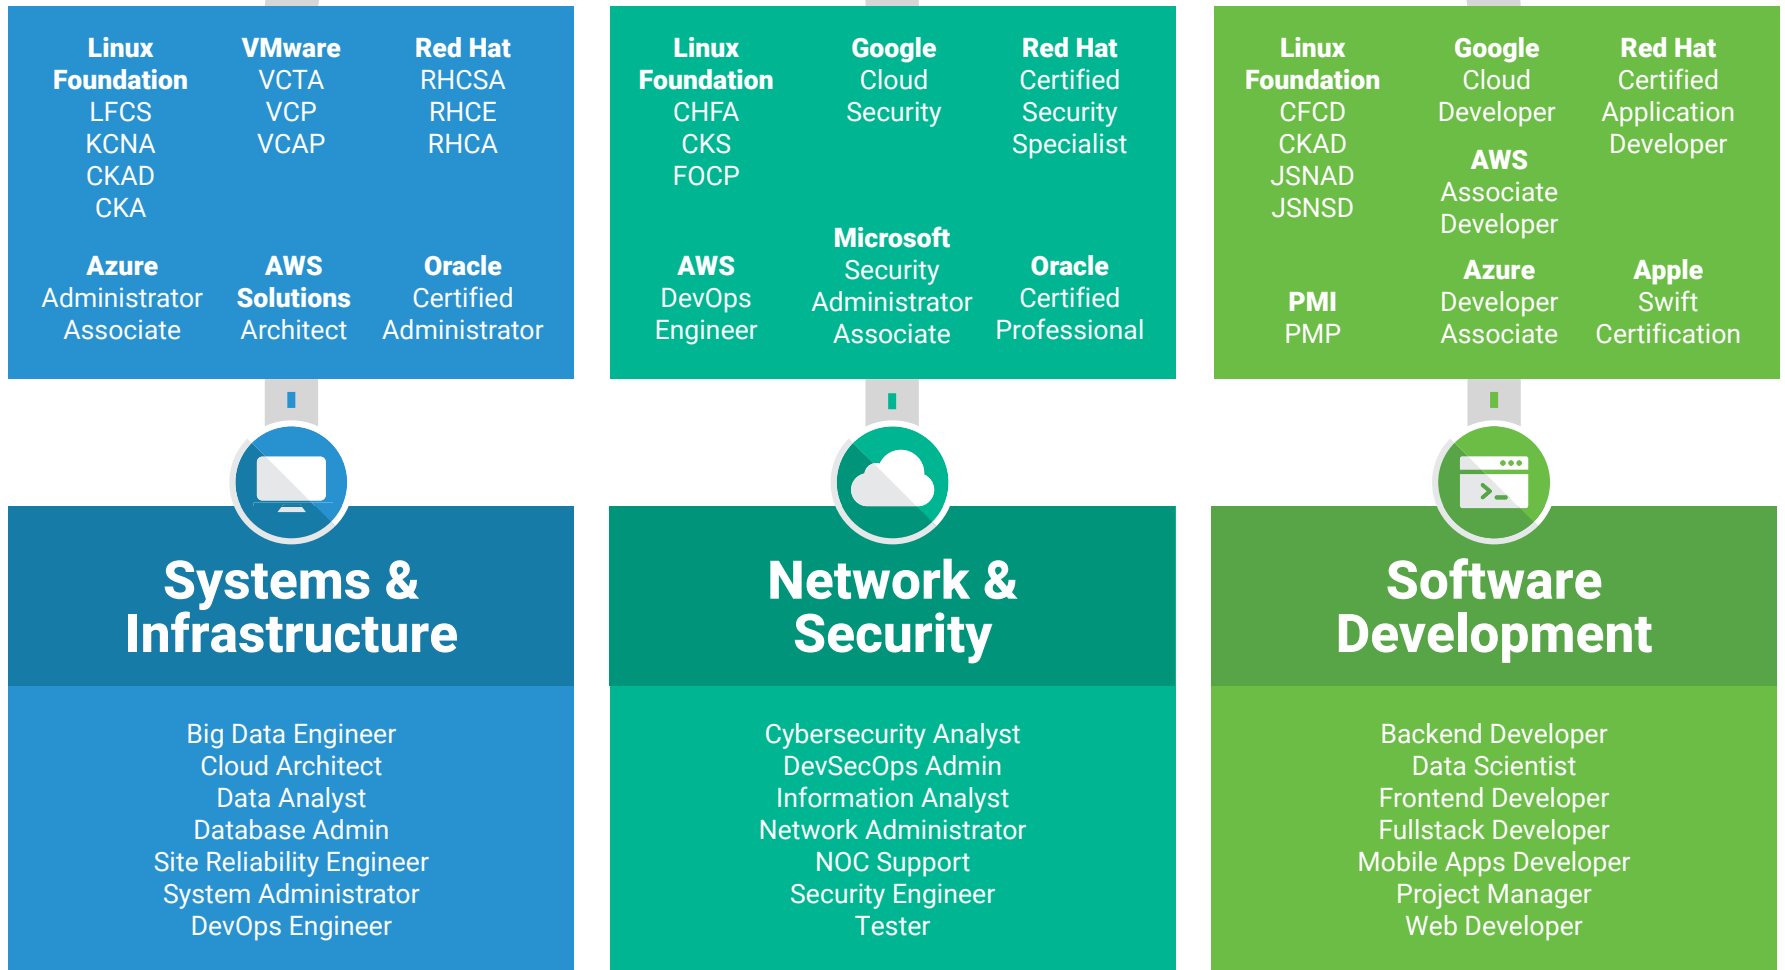 Linux
Foundation
LFCS
KCNA
CKAD
CKA
VMware
VCTA
VCP
VCAP
Red Hat
RHCSA
RHCE
RHCA
Azure
Administrator
Associate
AWS
Solutions
Architect
Oracle
Certified
Administrator
Systems &
Infrastructure
Big Data Engineer
Cloud Architect
Data Analyst
Database Admin
Site Reliability Engineer
System Administrator
DevOps Engineer
Linux
Foundation
CHFA
CKS
FOCP
Google
Cloud
Security
Red Hat
Certified
Security
Specialist
AWS
DevOps
Engineer
Microsoft
Security
Administrator
Associate
Oracle
Certified
Professional
Network &
Security
Cybersecurity Analyst
DevSecOps Admin
Information Analyst
Network Administrator
NOC Support
Security Engineer
Tester
Linux
Foundation
CFCD
CKAD
JSNAD
JSNSD
Google
Cloud
Developer
AWS
Associate
Developer
Red Hat
Certified
Application
Developer
PMI
PMP
Azure
Developer
Associate
Apple
Swift
Certification
Software
Development
Backend Developer
Data Scientist
Frontend Developer
Fullstack Developer
Mobile Apps Developer
Project Manager
Web Developer